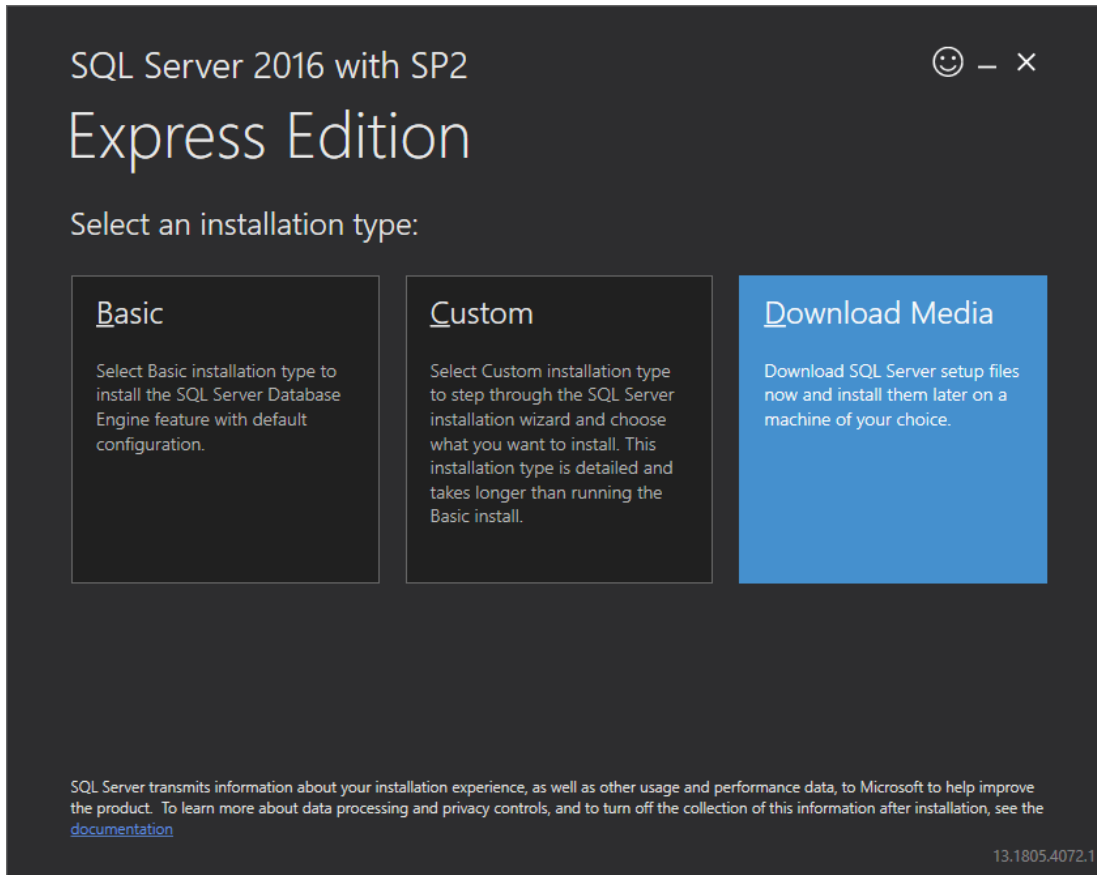 SQL Server 2016 with SP2
Express Edition
Select an installation type:
Basic
Select Basic installation type to
install the SQL Server Database
Engine feature with default
configuration.
Custom
Select Custom installation type
to step through the SQL Server
installation wizard and choose
what you want to install. This
installation type is detailed and
takes longer than running the
Basic install.
Download Media
Download SQL Server setup files
now and install them later on a
machine of your choice.
SQL Server transmits information about your installation experience, as well as other usage and performance data, to Microsoft to help improve
the product. To learn more about data processing and privacy controls, and to turn off the collection of this information after installation, see the
documentation
13.1805.4072.1